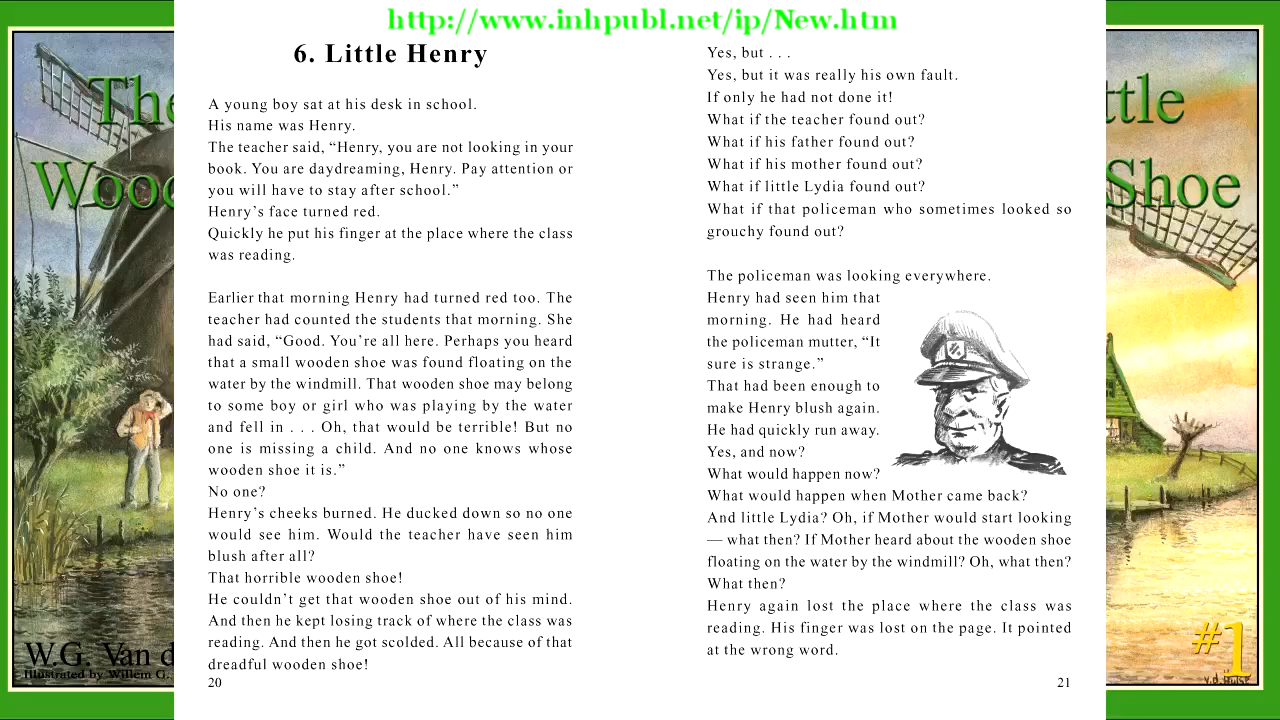 http://www.inhpubl.net/ip/New.htm
The
Wood
W.G. Van d
Illustrated by Willem G.
6. Little Henry
A young boy sat at his desk in school.
His name was Henry.
The teacher said, “Henry, you are not looking in your
book. You are daydreaming, Henry. Pay attention or
you will have to stay after school.”
Henry’s face turned red.
Quickly he put his finger at the place where the class
was reading.
Earlier that morning Henry had turned red too. The
teacher had counted the students that morning. She
had said, “Good. You’re all here. Perhaps you heard
that a small wooden shoe was found floating on the
water by the windmill. That wooden shoe may belong
to some boy or girl who was playing by the water
and fell in . . . Oh, that would be terrible! But no
one is missing a child. And no one knows whose
wooden shoe it is.”
No one?
Henry’s cheeks burned. He ducked down so no one
would see him. Would the teacher have seen him
blush after all?
That horrible wooden shoe!
He couldn’t get that wooden shoe out of his mind.
And then he kept losing track of where the class was
reading. And then he got scolded. All because of that
dreadful wooden shoe!
20
Yes, but . . .
Yes, but it was really his own fault.
If only he had not done it!
What if the teacher found out?
What if his father found out?
What if his mother found out?
What if little Lydia found out?
What if that policeman who sometimes looked so
grouchy found out?
The policeman was looking everywhere.
Henry had seen him that
morning. He had heard
the policeman mutter, “It
sure is strange.”
That had been enough to
make Henry blush again.
He had quickly run away.
Yes, and now?
What would happen now?
What would happen when Mother came back?
And little Lydia? Oh, if Mother would start looking
— what then? If Mother heard about the wooden shoe
floating on the water by the windmill? Oh, what then?
What then?
Henry again lost the place where the class was
reading. His finger was lost on the page. It pointed
at the wrong word.
21
ttle
Shoe
#1